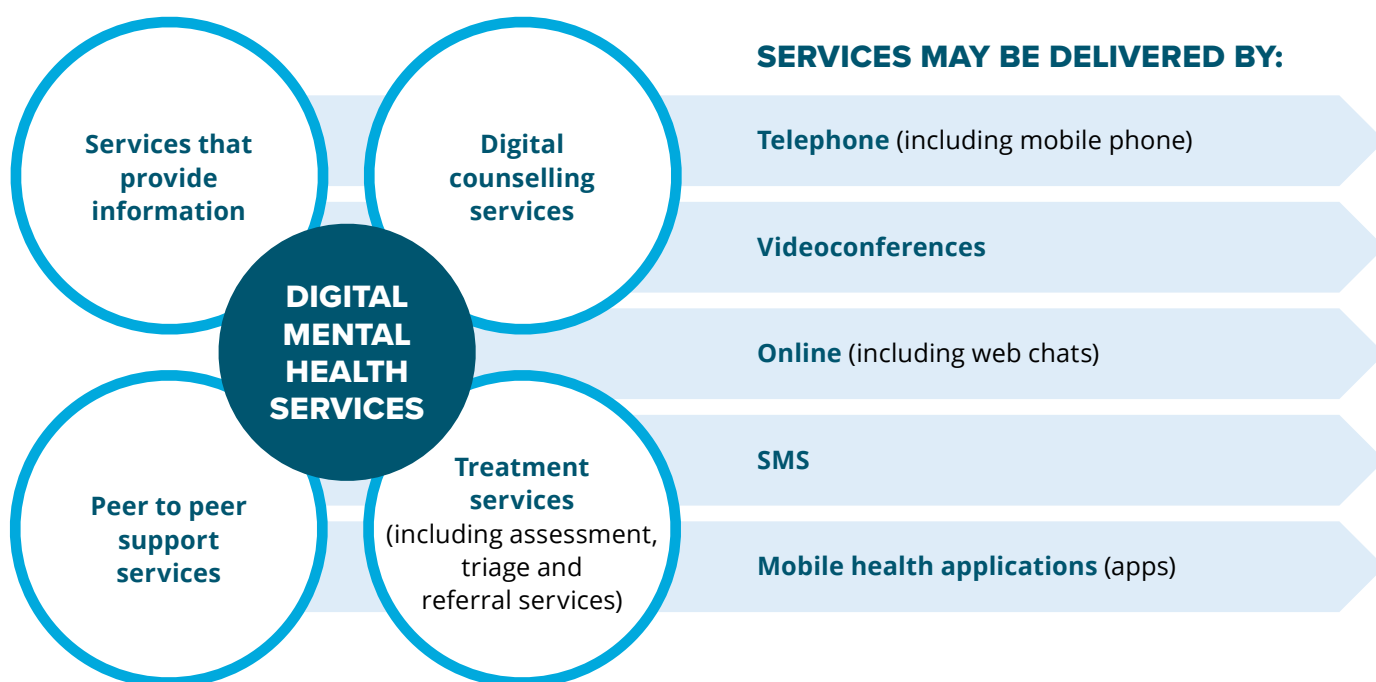 Services that
provide
information
Digital
counselling
services
DIGITAL
MENTAL
HEALTH
SERVICES
Peer to peer
support
services
Treatment
services
(including assessment,
triage and
referral services)
SERVICES MAY BE DELIVERED BY:
Telephone (including mobile phone)
Videoconferences
Online (including web chats)
SMS
Mobile health applications (apps)